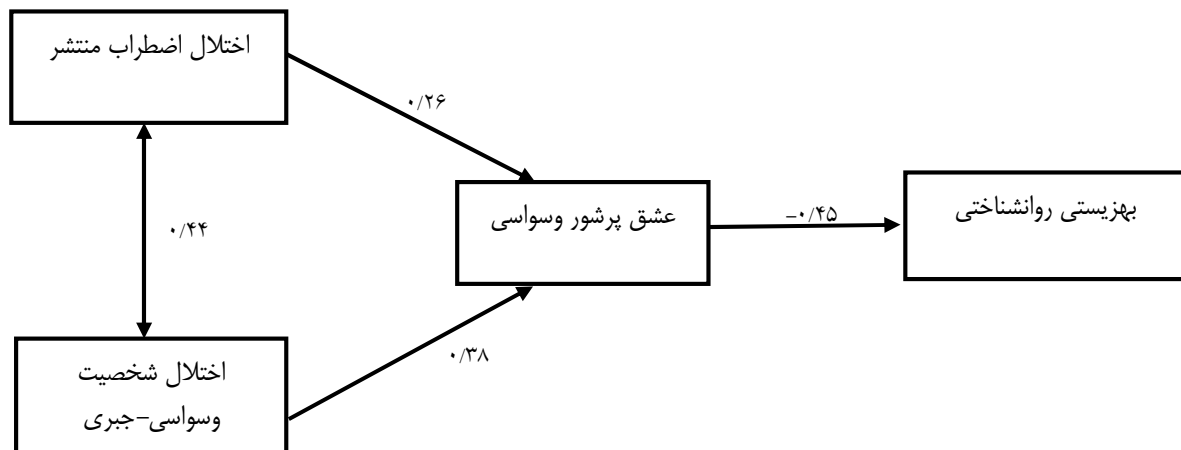 اختلال اضطراب منتشر
۰/۲۶
عشق پرشور وسواسی
بهزیستی روانشناختی
–۰/۴۵
۰/۴۴
۰/۳۸
اختلال شخصیت
وسواسی–جبری